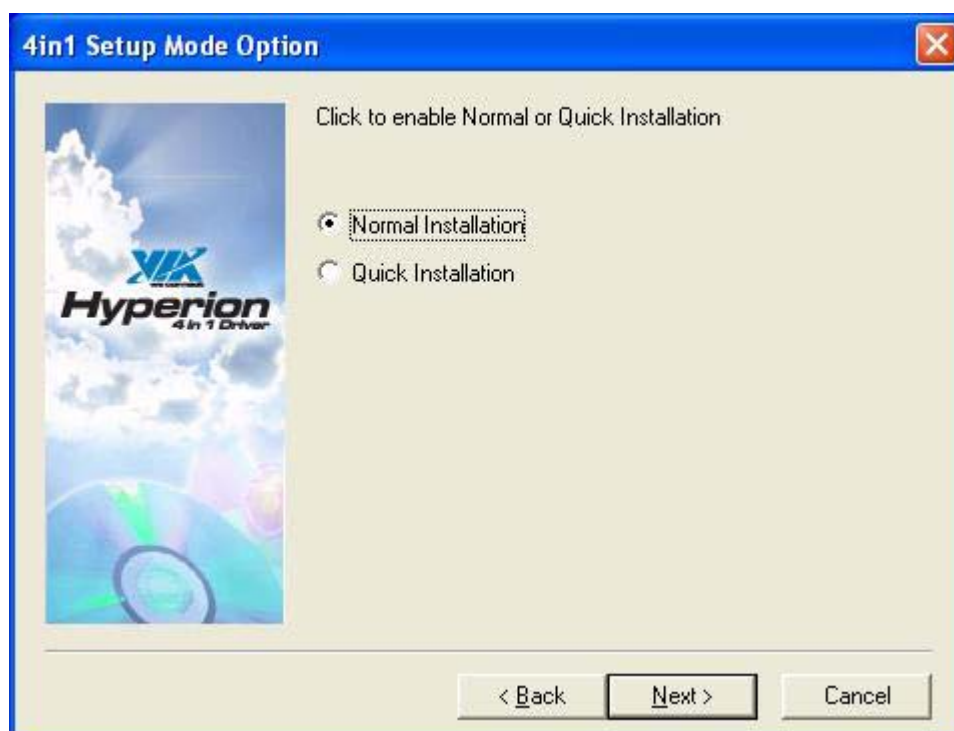 4in1 Setup Mode Option
Click to enable Normal or Quick Installation
Normal Installation
Quick Installation
VIA
Hyperion
4 in 1 Driver
< Back
Next >
Cancel